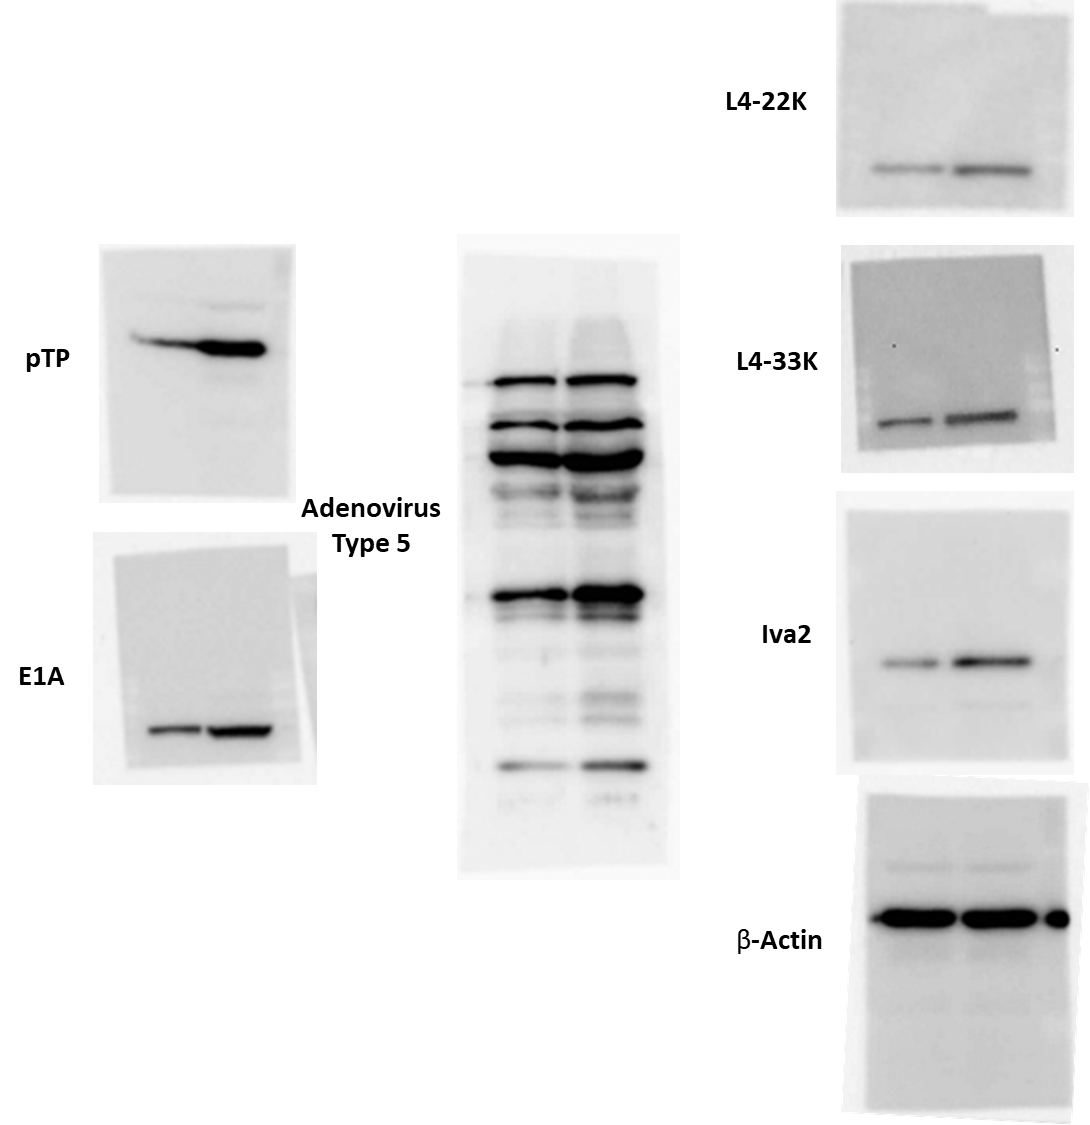 L4-22K
pTP
L4-33K
Adenovirus
Type 5
Iva2
E1A
β-Actin